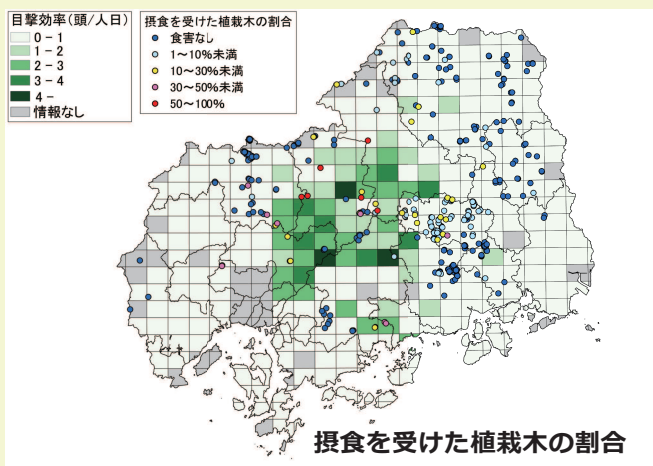 目撃効率(頭/人日)
0 - 1
1 - 2
2 - 3
3 - 4
4 -
情報なし
摂食を受けた植栽木の割合
食害なし
1～10%未満
10～30%未満
30～50%未満
50～100%
摂食を受けた植栽木の割合